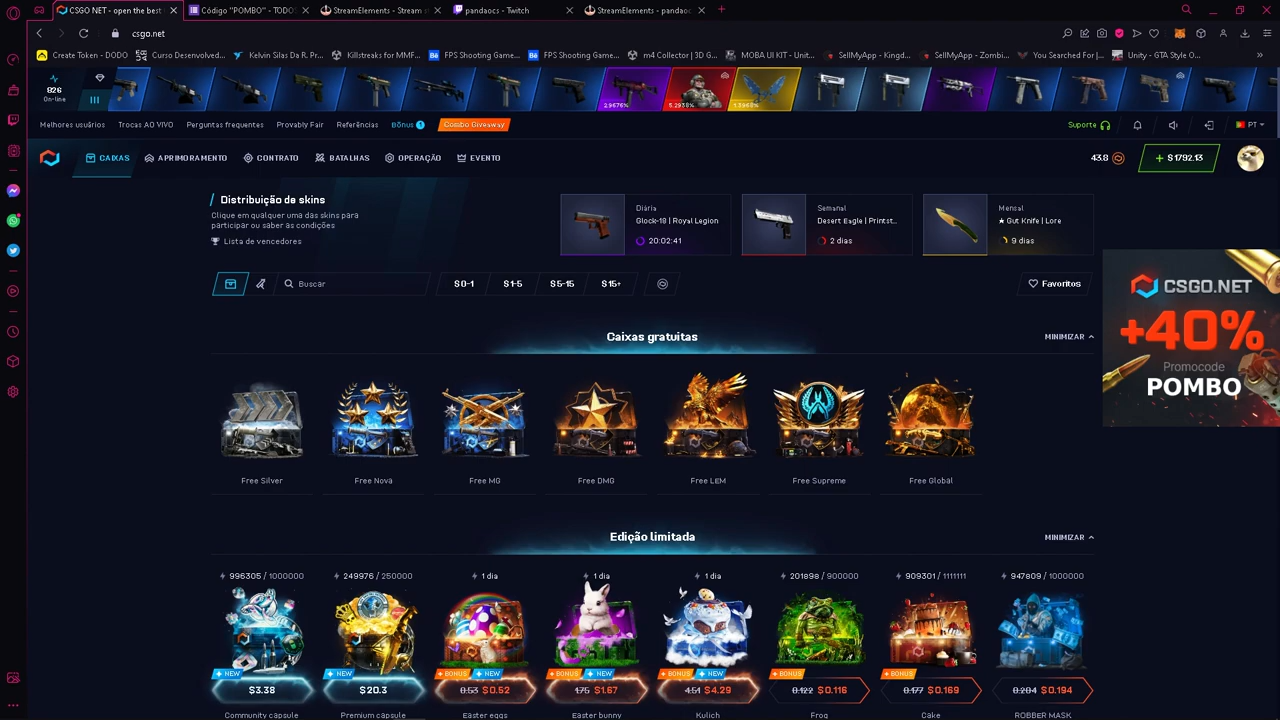 CSGO.NET - open the best
Código "POMBO" - TODOS
StreamElements - Stream s
pandaocs - Twitch
StreamElements - pandaoc
csgo.net
Create Token - DODO
Curso Desenvolved...
Kelvin Silas Da R. Pr...
Killstreaks for MMF...
FPS Shooting Game...
FPS Shooting Game...
m4 Collector | 3D G...
MOBA UI KIT - Unit...
SellMyApp - Kingd...
SellMyApp - Zombi...
You Searched For |...
Unity - GTA Style O...
826
On-line
2.9676%
5.2938%
1.3968%
Melhores usuários
Trocas AO VIVO
Perguntas frequentes
Provably Fair
Referências
Bônus
Combo Giveaway
Suporte
PT
CAIXAS
APRIMORAMENTO
CONTRATO
BATALHAS
OPERAÇÃO
EVENTO
43.8
+ $1792.13
Distribuição de skins
Clique em qualquer uma das skins para
participar ou saber as condições
Lista de vencedores
Diária
Glock-18 | Royal Legion
20:02:41
Semanal
Desert Eagle | Printst...
2 dias
Mensal
★ Gut Knife | Lore
9 dias
Buscar
$0-1
$1-5
$5-15
$15+
Favoritos
CSGO.NET
+40%
Promocode
POMBO
Caixas gratuitas
MINIMIZAR
Free Silver
Free Nova
Free MG
Free DMG
Free LEM
Free Supreme
Free Global
Edição limitada
MINIMIZAR
996305 / 1000000
249976 / 250000
1 dia
1 dia
1 dia
201898 / 900000
909301 / 1111111
947809 / 1000000
+ NEW
+ NEW
+ BONUS
+ NEW
+ BONUS
+ NEW
+ BONUS
+ NEW
+ BONUS
+ BONUS
$3.38
$20.3
0.53 $0.52
1.75 $1.67
4.51 $4.29
0.122 $0.116
0.177 $0.169
0.204 $0.194
Community capsule
Premium capsule
Easter eggs
Easter bunny
Kulich
Frog
Cake
ROBBER MASK